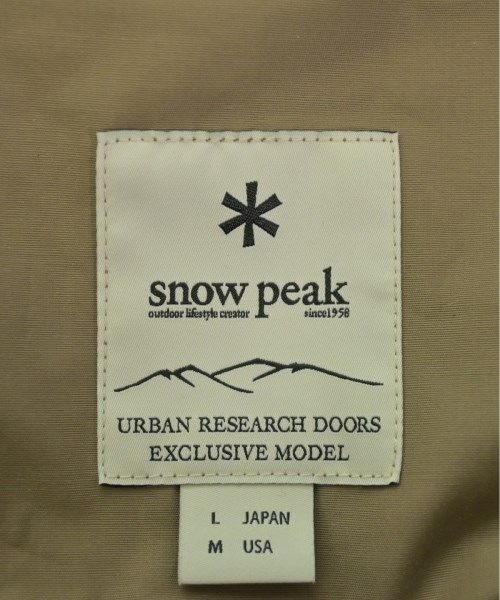 snow peak
outdoor lifestyle creator since1958
URBAN RESEARCH DOORS
EXCLUSIVE MODEL
L JAPAN
M USA